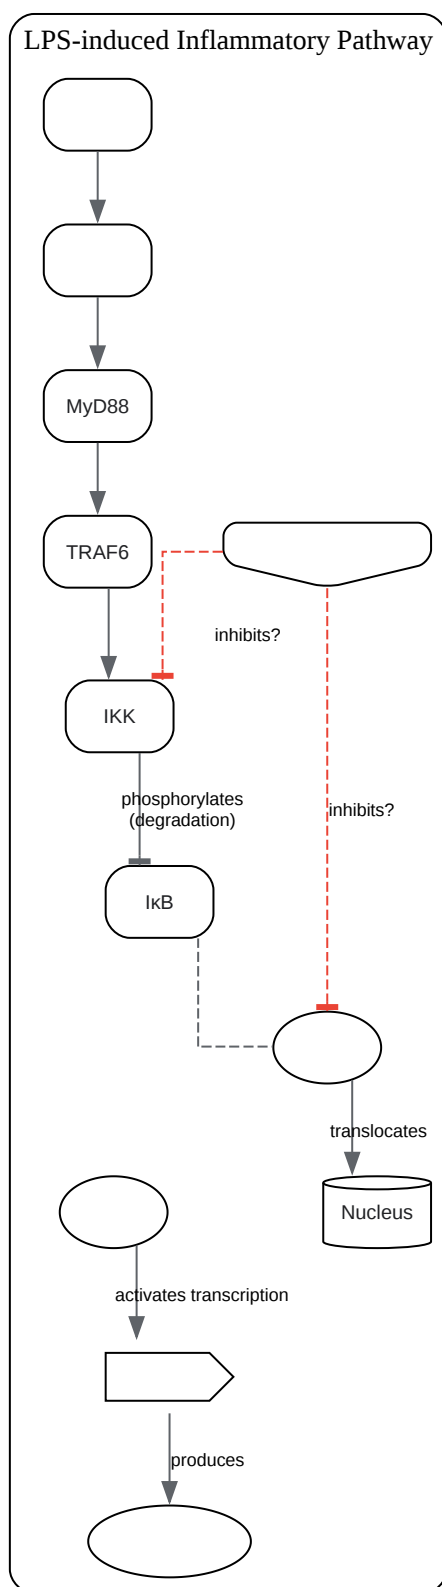 LPS-induced Inflammatory Pathway
MyD88
TRAF6
inhibits?
IKK
phosphorylates
(degradation)
inhibits?
IκB
translocates
Nucleus
activates transcription
produces